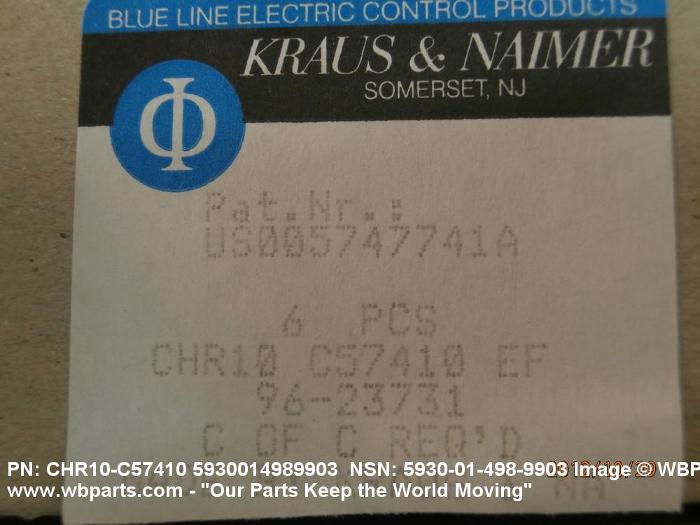 BLUE LINE ELECTRIC CONTROL PRODUCTS
KRAUS & NAIMER
SOMERSET, NJ
Pat.Nr.:
US005747741A
6 PCS
CHR10 C57410 EF
96-23731
C OF C REQ'D
PN: CHR10-C57410 5930014989903 NSN: 5930-01-498-9903 Image © WBP
www.wbparts.com - "Our Parts Keep the World Moving"